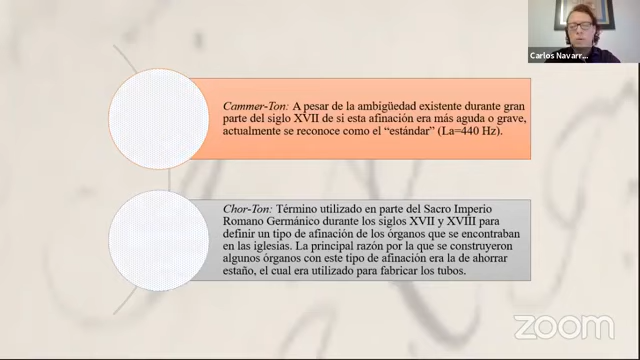 Carlos Navarr...
Cammer-Ton: A pesar de la ambigüedad existente durante gran
parte del siglo XVII de si esta afinación era más aguda o grave,
actualmente se reconoce como el “estándar” (La=440 Hz).
Chor-Ton: Término utilizado en parte del Sacro Imperio
Romano Germánico durante los siglos XVII y XVIII para
definir un tipo de afinación de los órganos que se encontraban
en las iglesias. La principal razón por la que se construyeron
algunos órganos con este tipo de afinación era la de ahorrar
estaño, el cual era utilizado para fabricar los tubos.
zoom